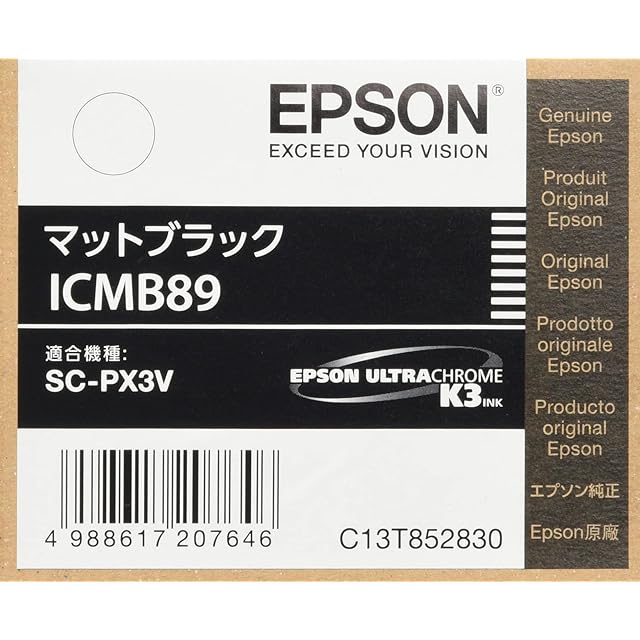 EPSON®
EXCEED YOUR VISION
マットブラック
ICMB89
適合機種:
SC-PX3V
EPSON ULTRACHROME
K3 INK
4 988617 207646
C13T852830
Genuine
Epson
Produit
Original
Epson
Original
Epson
Prodotto
originale
Epson
Producto
original
Epson
エプソン純正
Epson原廠